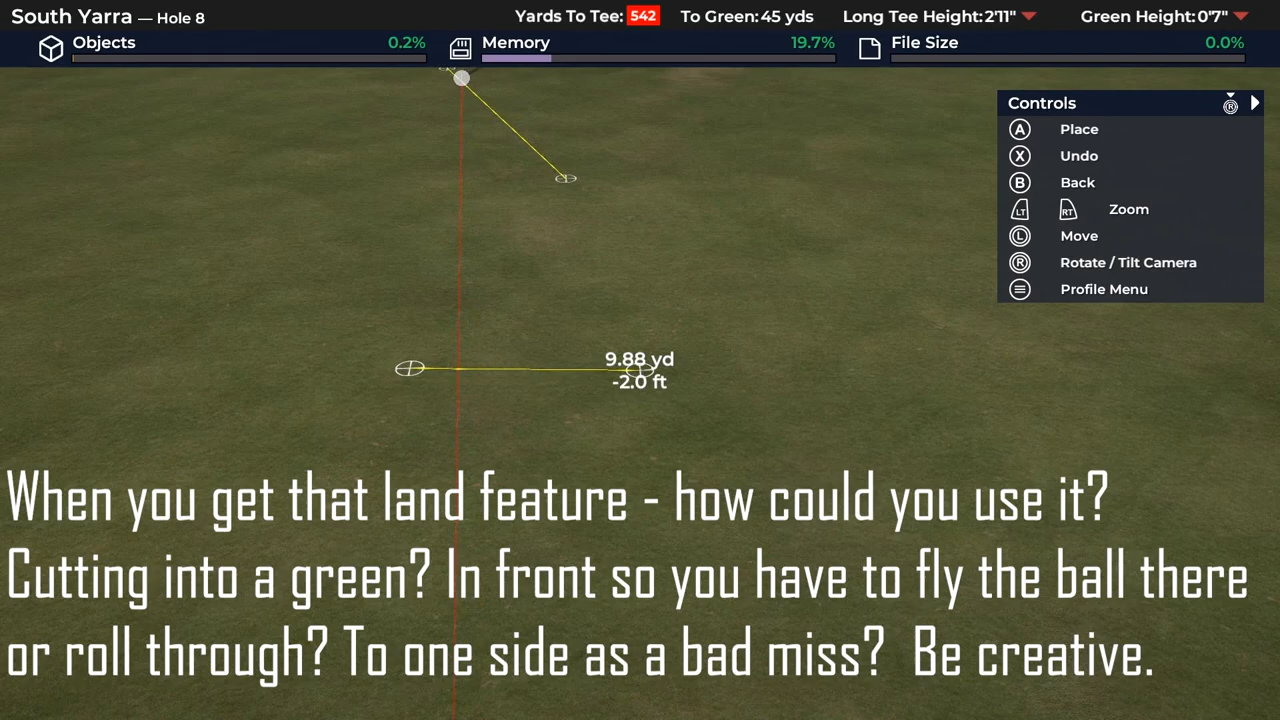 South Yarra — Hole 8
Yards To Tee: 542 To Green: 45 yds Long Tee Height: 2'11" Green Height: 0'7"
Objects 0.2% Memory 19.7% File Size 0.0%
Controls R
A Place
X Undo
B Back
LT RT Zoom
L Move
R Rotate / Tilt Camera
Profile Menu
9.88 yd
-2.0 ft
When you get that land feature - how could you use it?
Cutting into a green? In front so you have to fly the ball there
or roll through? To one side as a bad miss? Be creative.